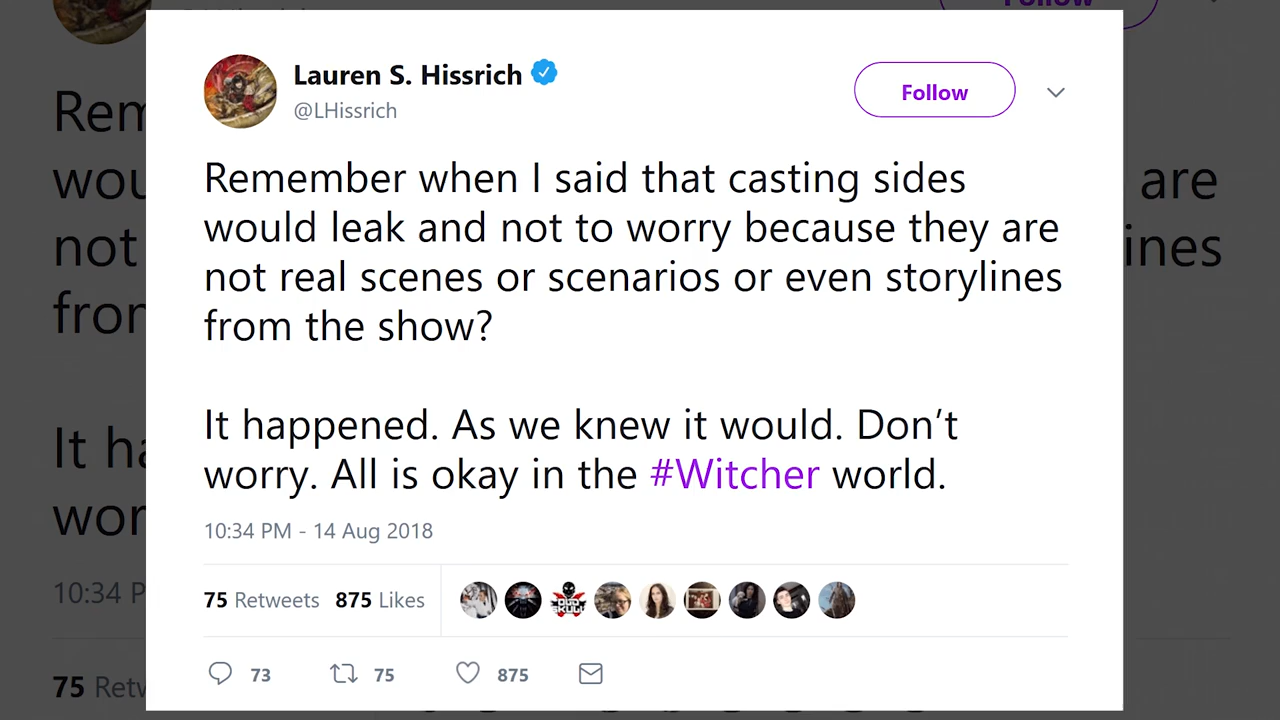 Lauren S. Hissrich
@LHissrich
Follow
Remember when I said that casting sides
would leak and not to worry because they are
not real scenes or scenarios or even storylines
from the show?
It happened. As we knew it would. Don’t
worry. All is okay in the #Witcher world.
10:34 PM - 14 Aug 2018
75 Retweets 875 Likes
73 75 875